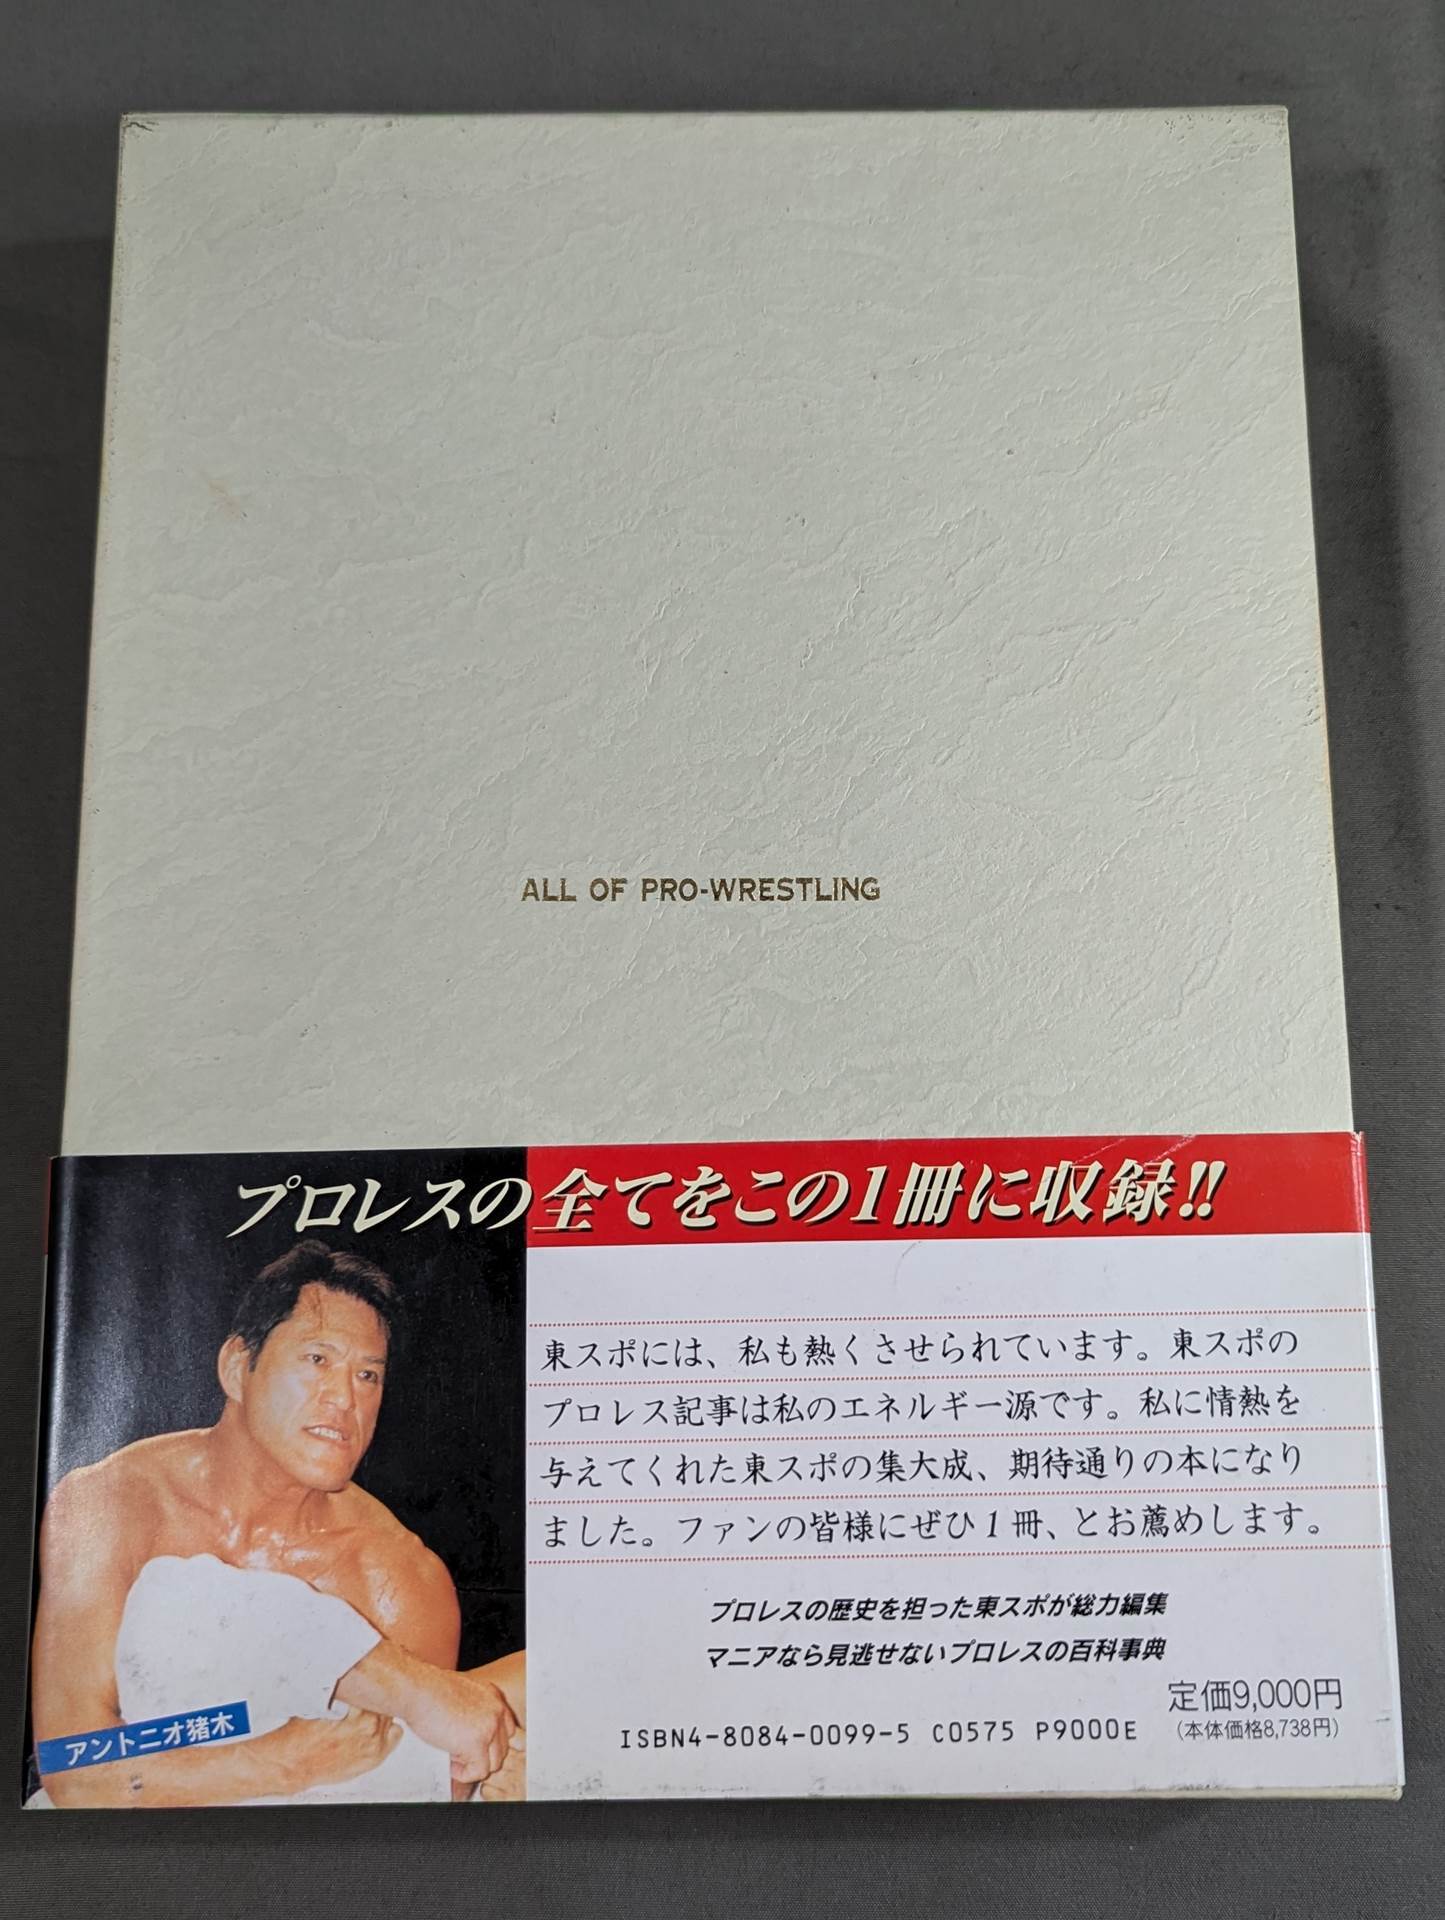 ALL OF PRO-WRESTLING
プロレスの全てをこの1冊に収録!!
東スポには、私も熱くさせられています。東スポの
プロレス記事は私のエネルギー源です。私に情熱を
与えてくれた東スポの集大成、期待通りの本になり
ました。ファンの皆様にぜひ1冊、とお薦めします。
プロレスの歴史を担った東スポが総力編集
マニアなら見逃せないプロレスの百科事典
定価9,000円
ISBN4-8084-0099-5 C0575 P9000E
(本体価格8,738円)
アントニオ猪木